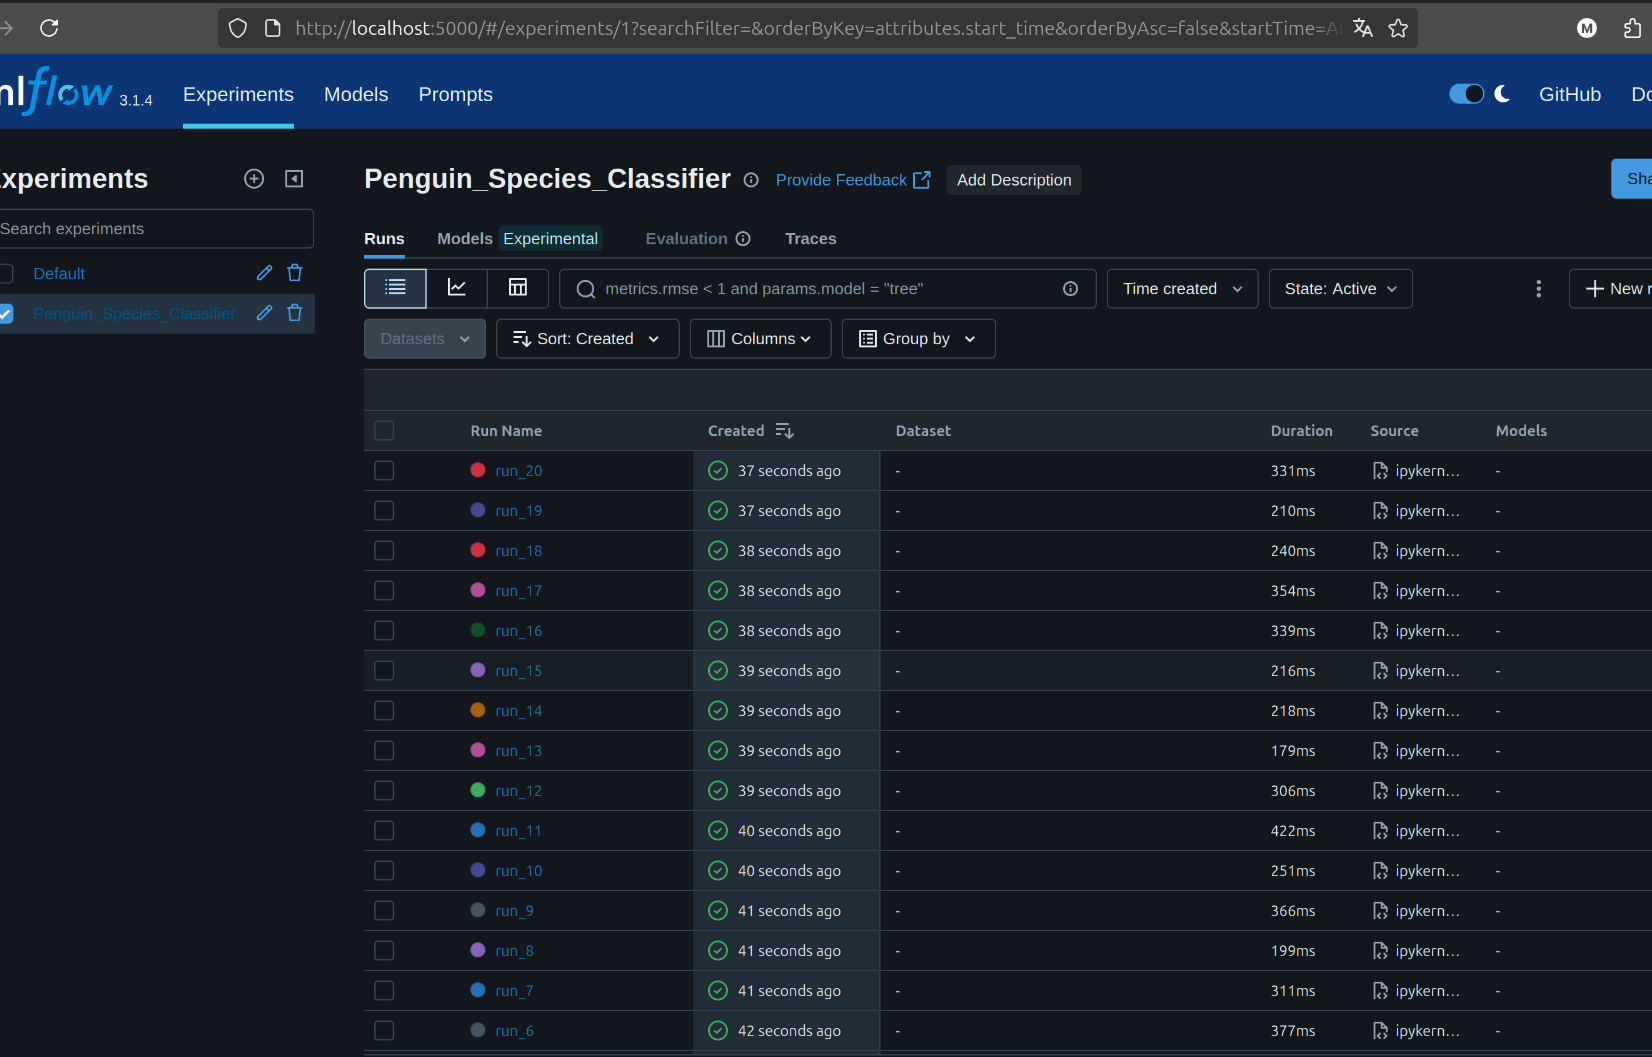 http://localhost:5000/#/experiments/1?searchFilter=&orderByKey=attributes.start_time&orderByAsc=false&startTime=Al
M
mlflow 3.1.4 Experiments Models Prompts GitHub Do
xperiments
Search experiments
Default
Penguin_Species_Classifier
Penguin_Species_Classifier Provide Feedback Add Description Sha
Runs Models Experimental Evaluation Traces
metrics.rmse < 1 and params.model = "tree" Time created State: Active New r
Datasets Sort: Created Columns Group by
Run Name Created Dataset Duration Source Models
run_20 37 seconds ago - 331ms ipykern... -
run_19 37 seconds ago - 210ms ipykern... -
run_18 38 seconds ago - 240ms ipykern... -
run_17 38 seconds ago - 354ms ipykern... -
run_16 38 seconds ago - 339ms ipykern... -
run_15 39 seconds ago - 216ms ipykern... -
run_14 39 seconds ago - 218ms ipykern... -
run_13 39 seconds ago - 179ms ipykern... -
run_12 39 seconds ago - 306ms ipykern... -
run_11 40 seconds ago - 422ms ipykern... -
run_10 40 seconds ago - 251ms ipykern... -
run_9 41 seconds ago - 366ms ipykern... -
run_8 41 seconds ago - 199ms ipykern... -
run_7 41 seconds ago - 311ms ipykern... -
run_6 42 seconds ago - 377ms ipykern... -